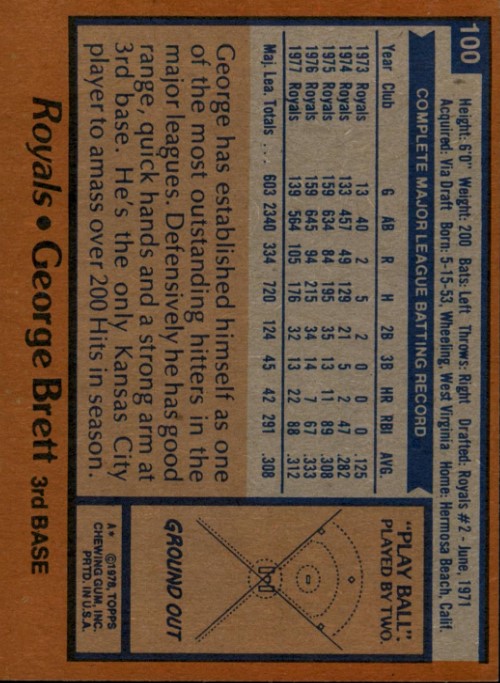 100
Height: 6'0" Weight: 200 Bats: Left Throws: Right Drafted: Royals #2 - June, 1971
Acquired: Via Draft Born: 5-15-53, Wheeling, West Virginia Home: Hermosa Beach, Calif.
COMPLETE MAJOR LEAGUE BATTING RECORD
Year Club G AB R H 2B 3B HR RBI AVG.
1973 Royals 13 40 2 5 2 0 0 0 .125
1974 Royals 133 457 49 129 21 5 2 47 .282
1975 Royals 159 634 84 195 35 13 11 89 .308
1976 Royals 159 645 94 215 34 14 7 67 .333
1977 Royals 139 564 105 176 32 13 22 88 .312
Maj. Lea. Totals . . . 603 2340 334 720 124 45 42 291 .308
George has established himself as one
of the most outstanding hitters in the
major leagues. Defensively he has good
range, quick hands and a strong arm at
3rd base. He's the only Kansas City
player to amass over 200 Hits in season.
"PLAY BALL":
PLAYED BY TWO.
GROUND OUT
A* ©1978 TOPPS
CHEWING GUM, INC.
PRTD. IN U.S.A.
Royals • George Brett 3rd BASE